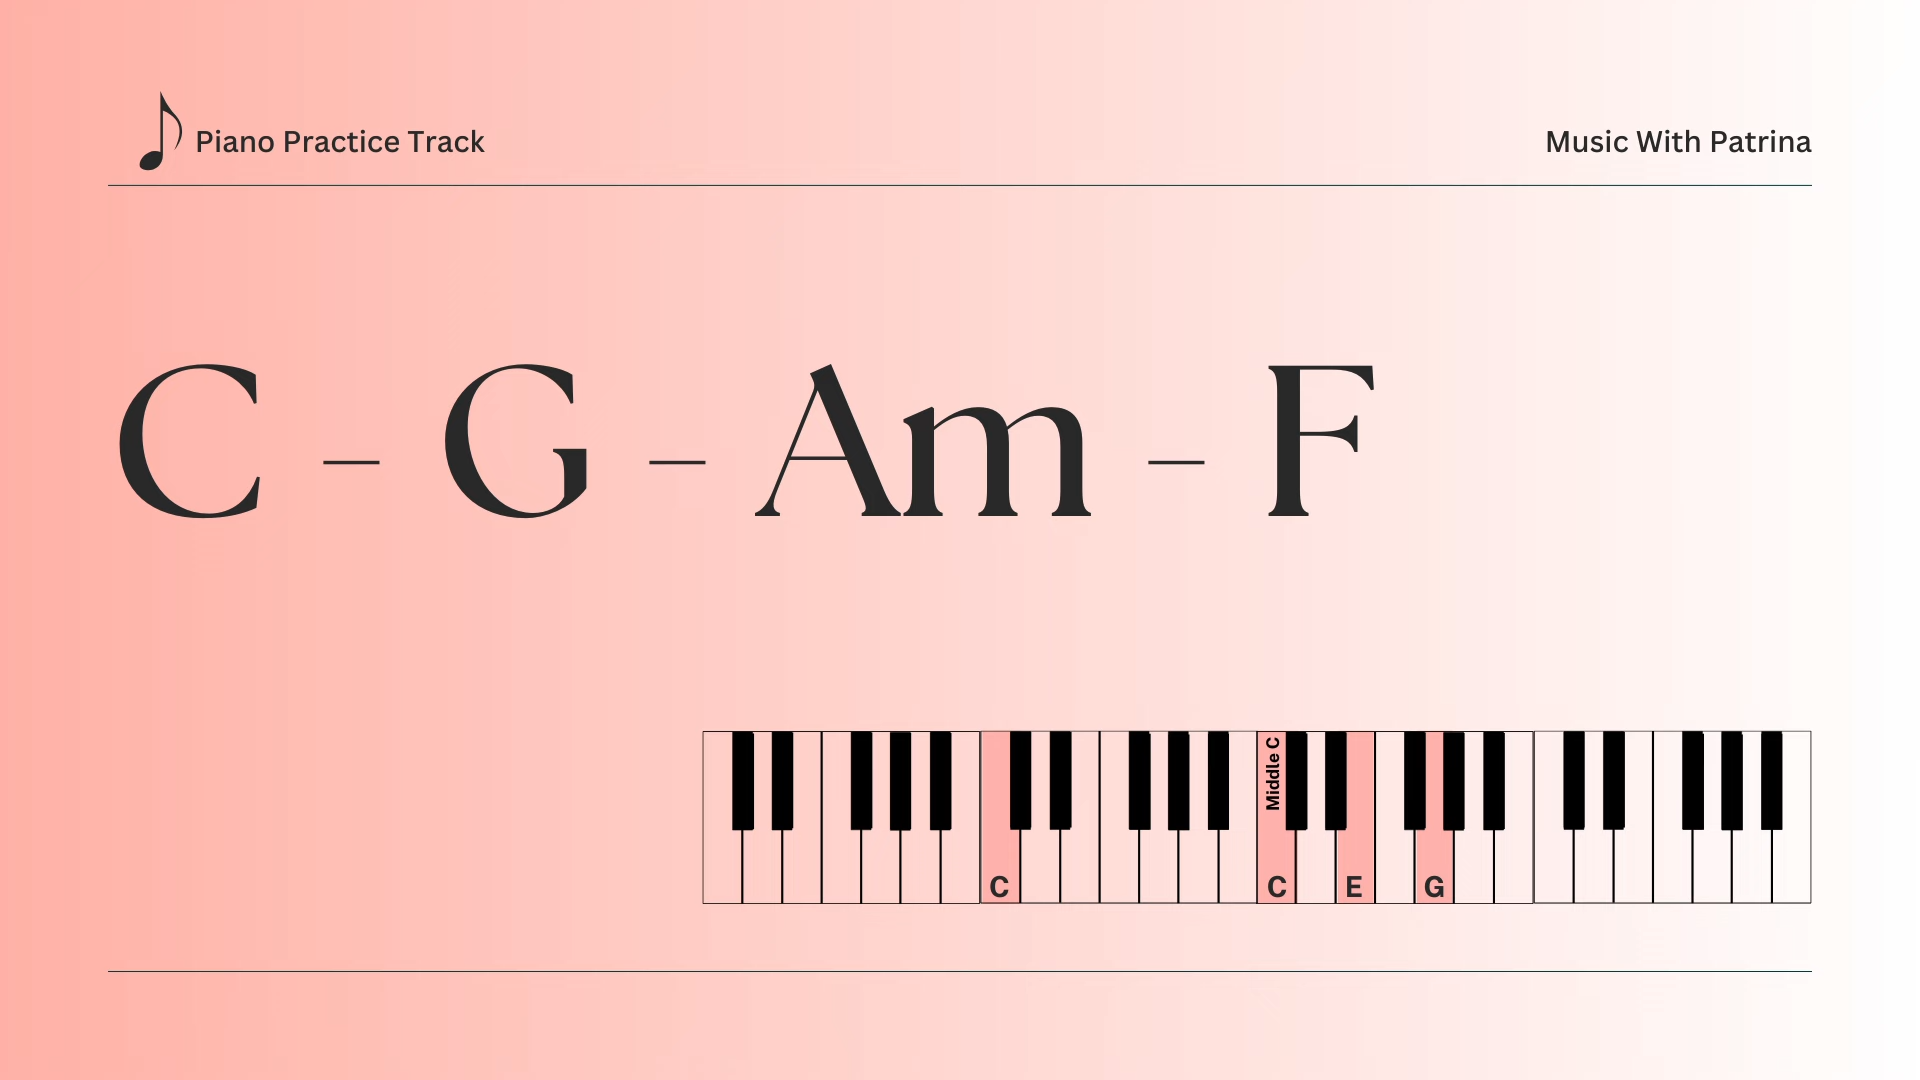 Piano Practice Track
Music With Patrina
C – G – Am – F
Middle C
C
C
E
G